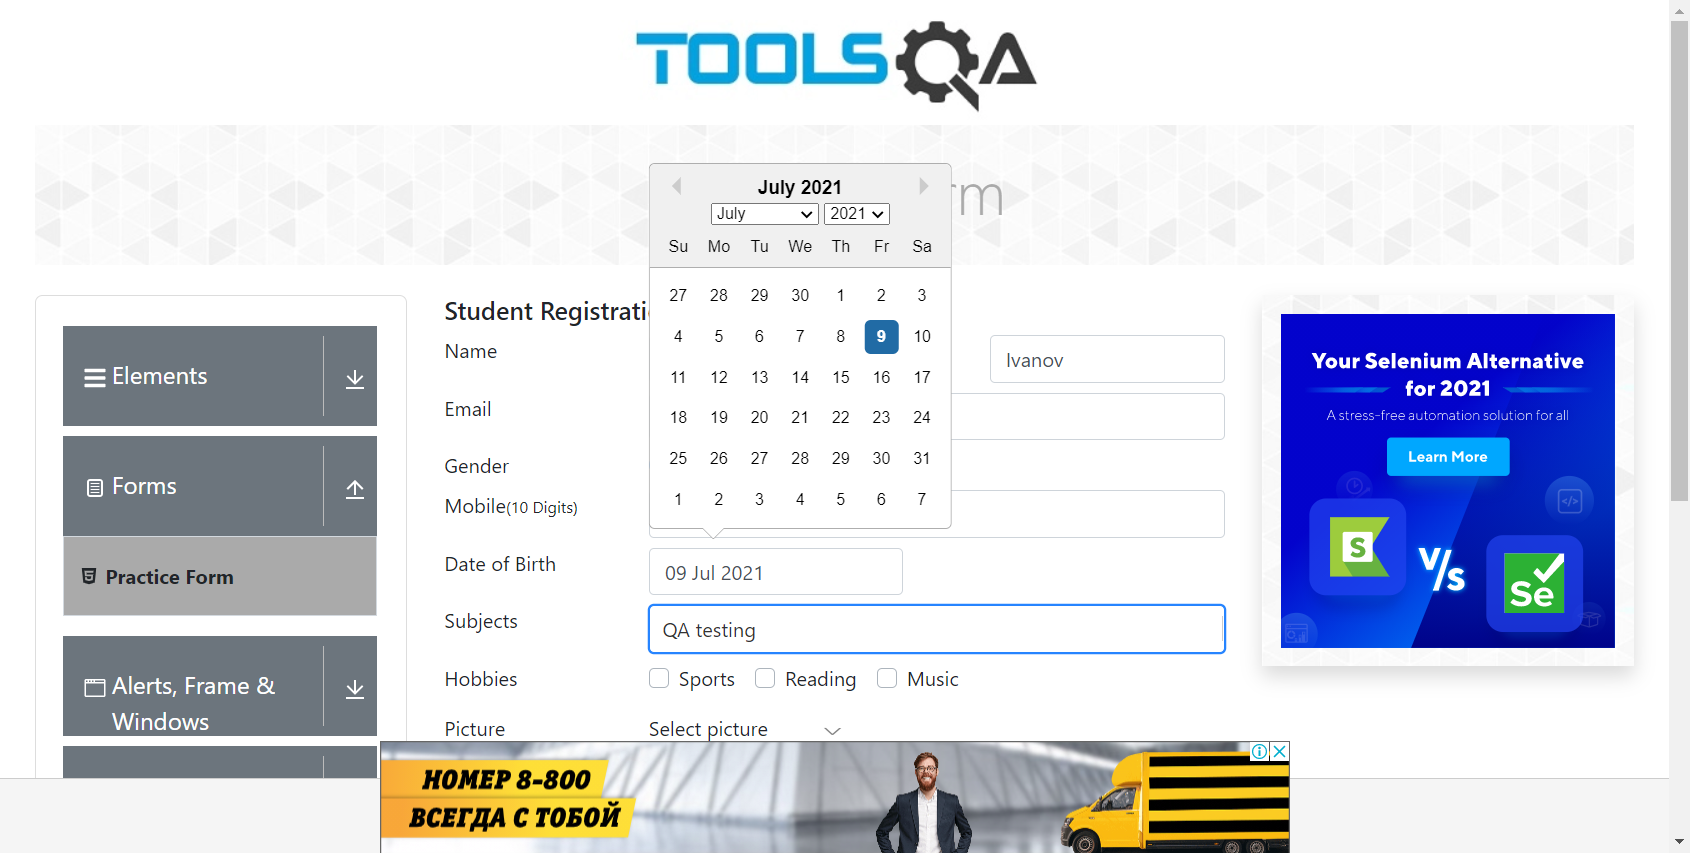 TOOLSQA
rm
July 2021
July 2021
Su Mo Tu We Th Fr Sa
27 28 29 30 1 2 3
4 5 6 7 8 9 10
11 12 13 14 15 16 17
18 19 20 21 22 23 24
25 26 27 28 29 30 31
1 2 3 4 5 6 7
Elements
Forms
Practice Form
Alerts, Frame &
Windows
Student Registrati
Name
Ivanov
Email
Gender
Mobile(10 Digits)
Date of Birth
09 Jul 2021
Subjects
QA testing
Hobbies
Sports Reading Music
Picture
Select picture
Your Selenium Alternative
for 2021
A stress-free automation solution for all
Learn More
S
V/s
Se
НОМЕР 8-800
ВСЕГДА С ТОБОЙ